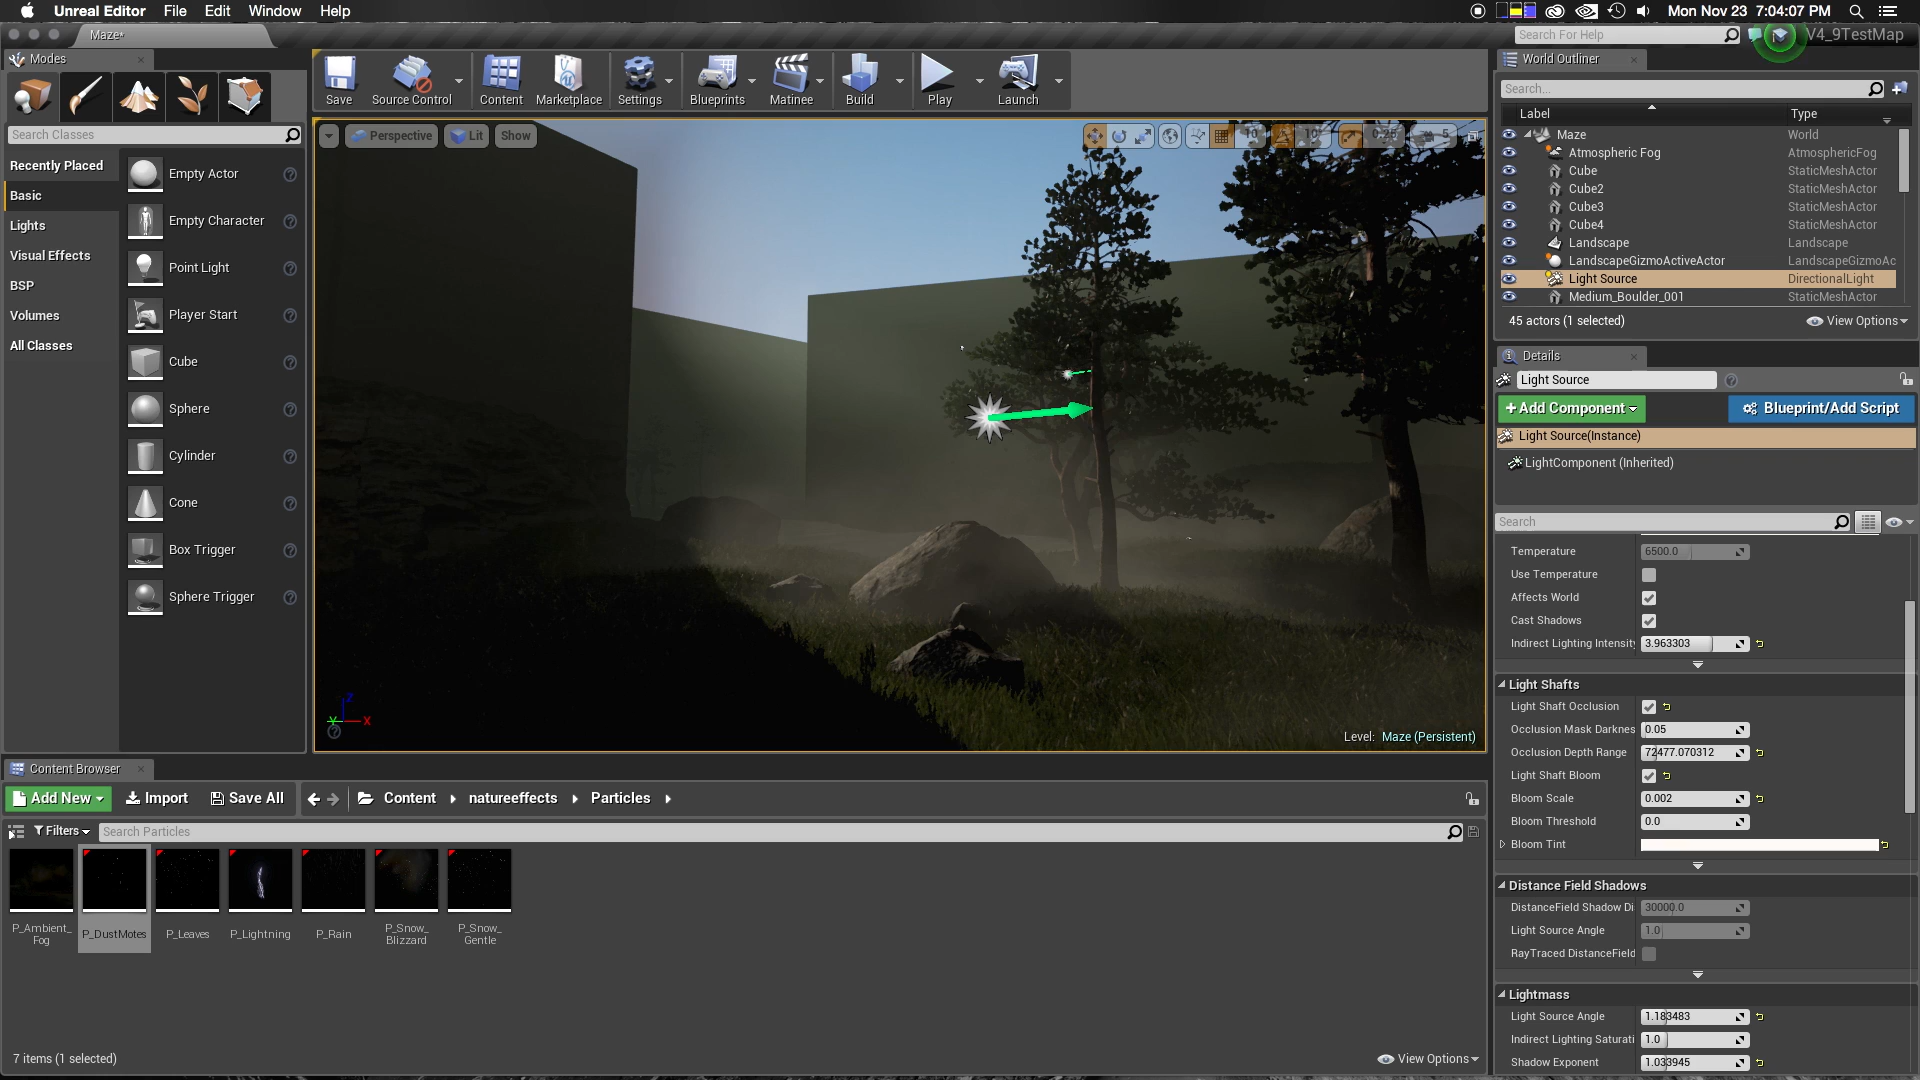 Unreal Editor File Edit Window Help
Mon Nov 23 7:04:07 PM
Maze*
Search For Help
V4_9TestMap
Modes
Search Classes
Recently Placed
Basic
Lights
Visual Effects
BSP
Volumes
All Classes
Empty Actor
Empty Character
Point Light
Player Start
Cube
Sphere
Cylinder
Cone
Box Trigger
Sphere Trigger
Save
Source Control
Content
Marketplace
Settings
Blueprints
Matinee
Build
Play
Launch
Perspective
Lit
Show
10
10°
0.25
5
Z
Y
X
Level: Maze (Persistent)
World Outliner
Search...
Label Type
Maze World
Atmospheric Fog AtmosphericFog
Cube StaticMeshActor
Cube2 StaticMeshActor
Cube3 StaticMeshActor
Cube4 StaticMeshActor
Landscape Landscape
LandscapeGizmoActiveActor LandscapeGizmoAc
Light Source DirectionalLight
Medium_Boulder_001 StaticMeshActor
45 actors (1 selected)
View Options
Details
Light Source
+Add Component
Blueprint/Add Script
Light Source(Instance)
LightComponent (Inherited)
Search
Temperature 6500.0
Use Temperature
Affects World
Cast Shadows
Indirect Lighting Intensity 3.963303
Light Shafts
Light Shaft Occlusion
Occlusion Mask Darknes 0.05
Occlusion Depth Range 72477.070312
Light Shaft Bloom
Bloom Scale 0.002
Bloom Threshold 0.0
Bloom Tint
Distance Field Shadows
DistanceField Shadow Di 30000.0
Light Source Angle 1.0
RayTraced DistanceField
Lightmass
Light Source Angle 1.183483
Indirect Lighting Saturati 1.0
Shadow Exponent 1.033945
Content Browser
Add New
Import
Save All
Content
natureeffects
Particles
Filters
Search Particles
P_Ambient_
Fog
P_DustMotes
P_Leaves
P_Lightning
P_Rain
P_Snow_
Blizzard
P_Snow_
Gentle
7 items (1 selected)
View Options